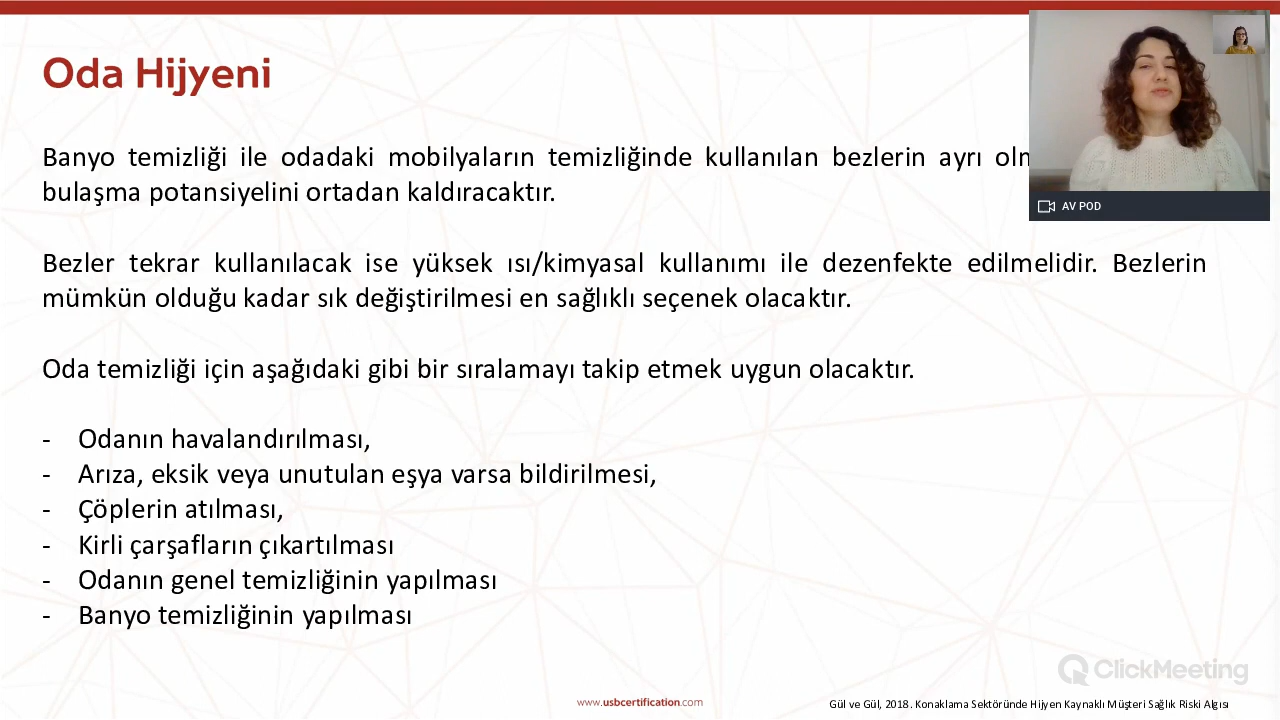 Oda Hijyeni
Banyo temizliği ile odadaki mobilyaların temizliğinde kullanılan bezlerin ayrı
bulaşma potansiyelini ortadan kaldıracaktır.
AV POD
Bezler tekrar kullanılacak ise yüksek ısı/kimyasal kullanımı ile dezenfekte edilmelidir. Bezlerin
mümkün olduğu kadar sık değiştirilmesi en sağlıklı seçenek olacaktır.
Oda temizliği için aşağıdaki gibi bir sıralamayı takip etmek uygun olacaktır.
- Odanın havalandırılması,
- Arıza, eksik veya unutulan eşya varsa bildirilmesi,
- Çöplerin atılması,
- Kirli çarşafların çıkartılması
- Odanın genel temizliğinin yapılması
- Banyo temizliğinin yapılması
ClickMeeting
www.usbcertification.com
Gül ve Gül, 2018. Konaklama Sektöründe Hijyen Kaynaklı Müşteri Sağlık Riski Algısı